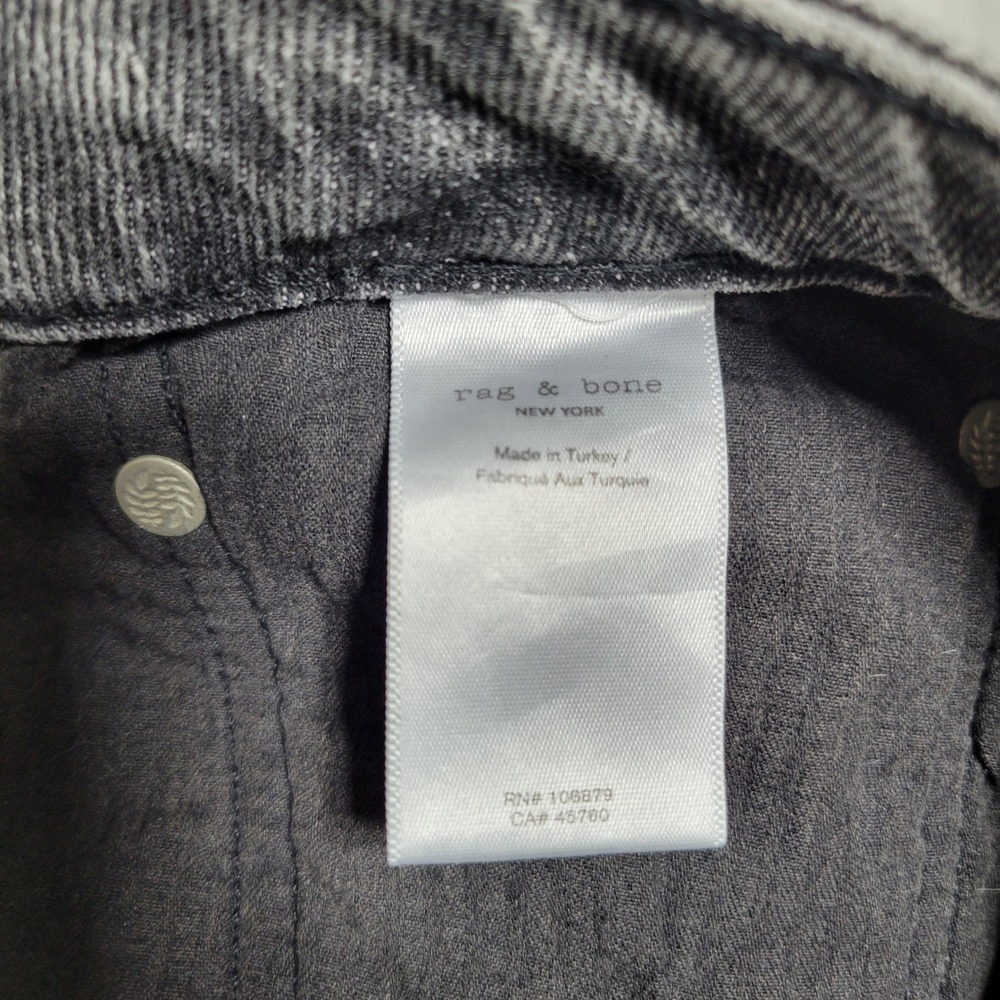 rag & bone
NEW YORK
Made in Turkey /
Fabriqué Aux Turquie
RN# 106879
CA# 45760